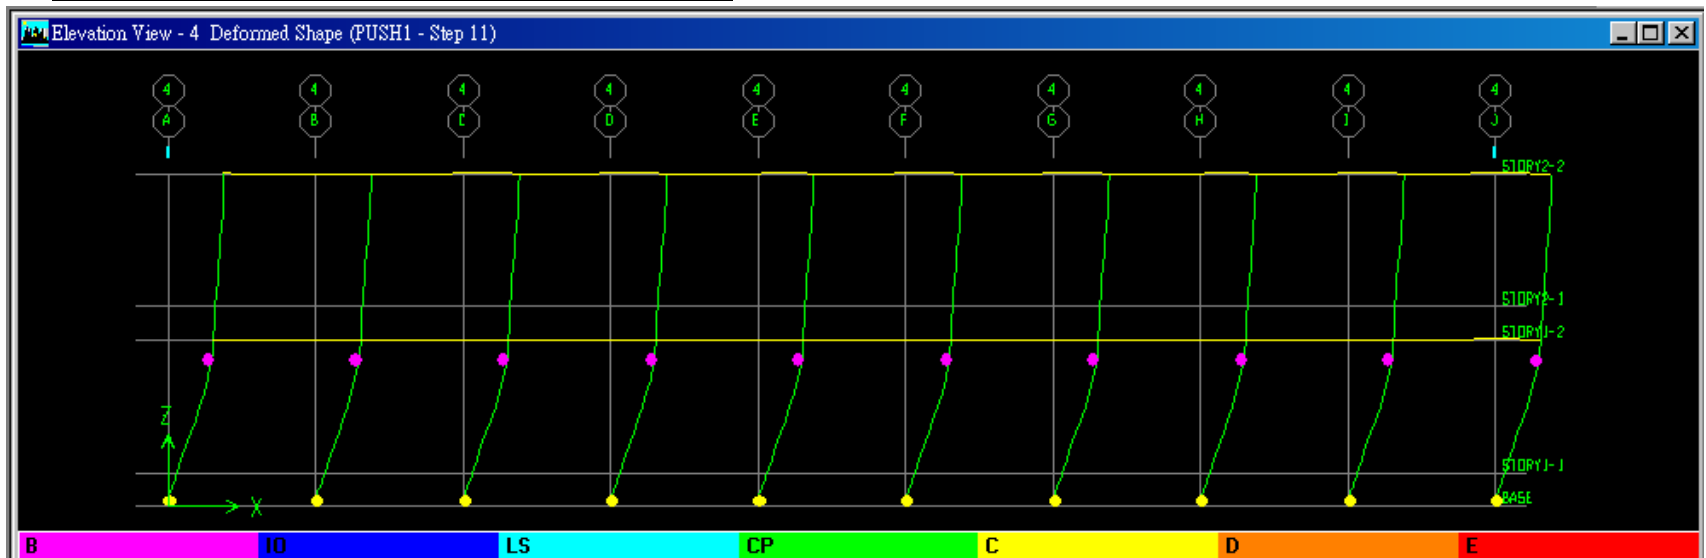 Elevation View - 4 Deformed Shape (PUSH1 - Step 11)
4 4 4 4 4 4 4 4 4 4
A B C D E F G H I J
STORY2-2
STORY2-1
STORY1-2
Z
STORY1-1
X
BASE
B IO LS CP C D E